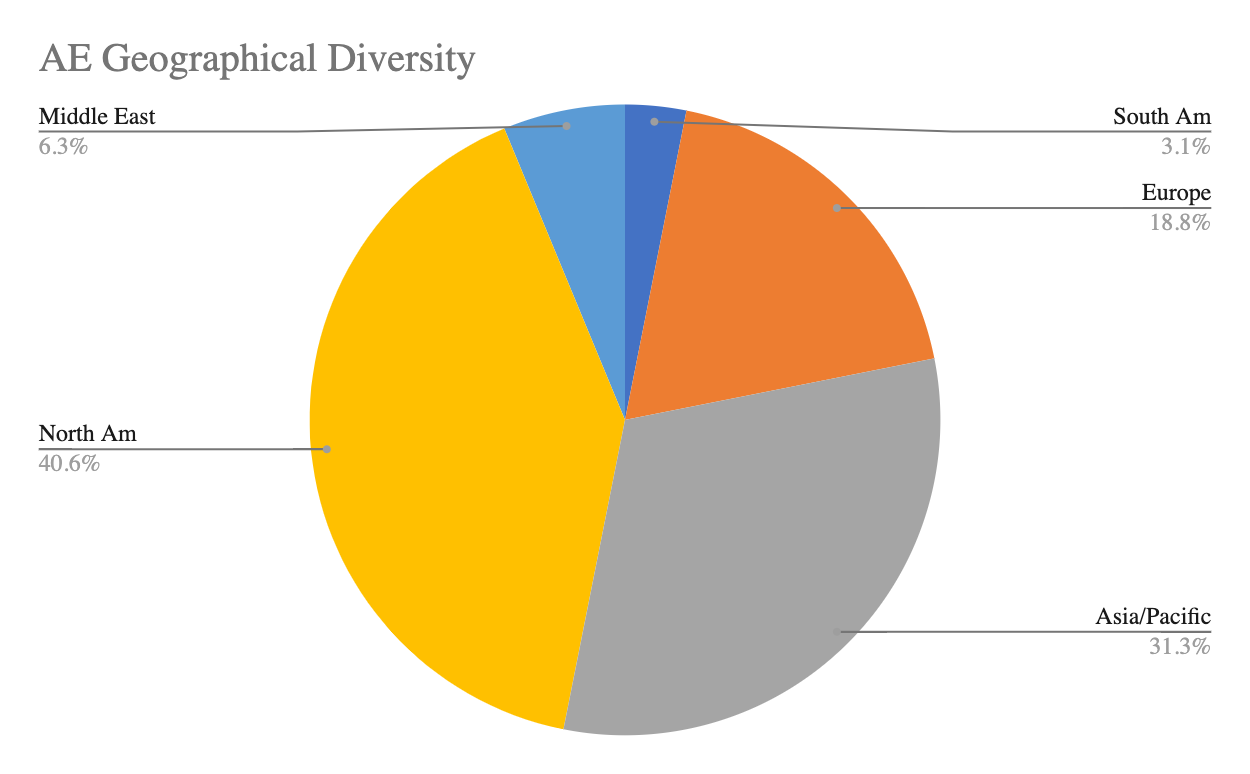 AE Geographical Diversity
Middle East
6.3%
South Am
3.1%
Europe
18.8%
North Am
40.6%
Asia/Pacific
31.3%